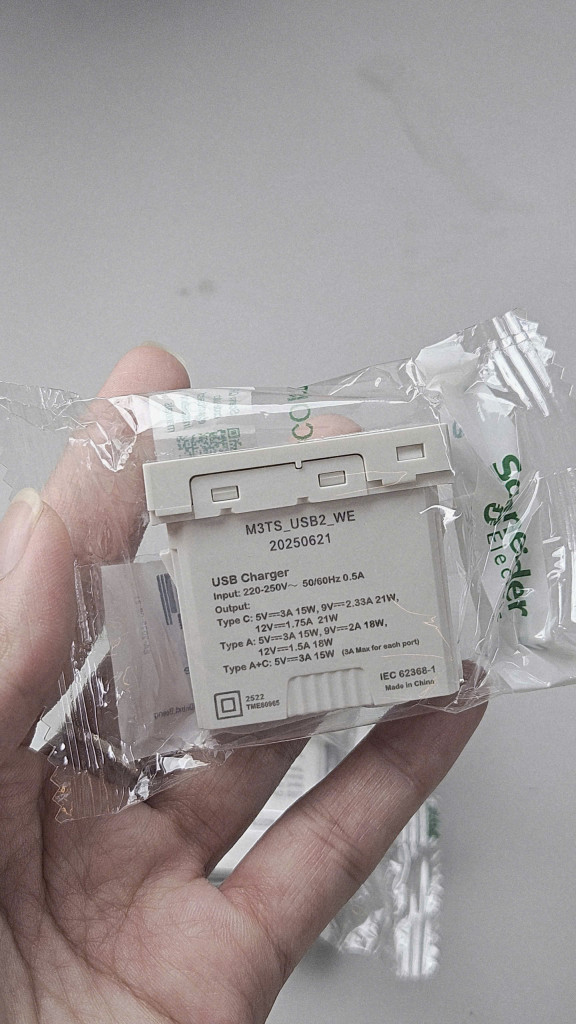 M3TS_USB2_WE
20250621
USB Charger
Input: 220-250V~ 50/60Hz 0.5A
Output:
Type C: 5V⎓3A 15W, 9V⎓2.33A 21W,
12V⎓1.75A 21W
Type A: 5V⎓3A 15W, 9V⎓2A 18W,
12V⎓1.5A 18W
Type A+C: 5V⎓3A 15W (3A Max for each port)
IEC 62368-1
Made in China
2522
TME80965
Schneider
Elec